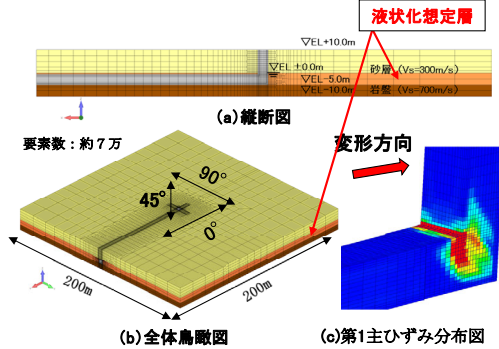 液状化想定層
▽EL+10.0m
▽EL±0.0m
砂層 (Vs=300m/s)
▽EL-5.0m
▽EL-10.0m
岩盤 (Vs=700m/s)
(a)縦断図
要素数：約７万
変形方向
90°
45°
0°
200m
200m
(b)全体鳥瞰図
(c)第1主ひずみ分布図